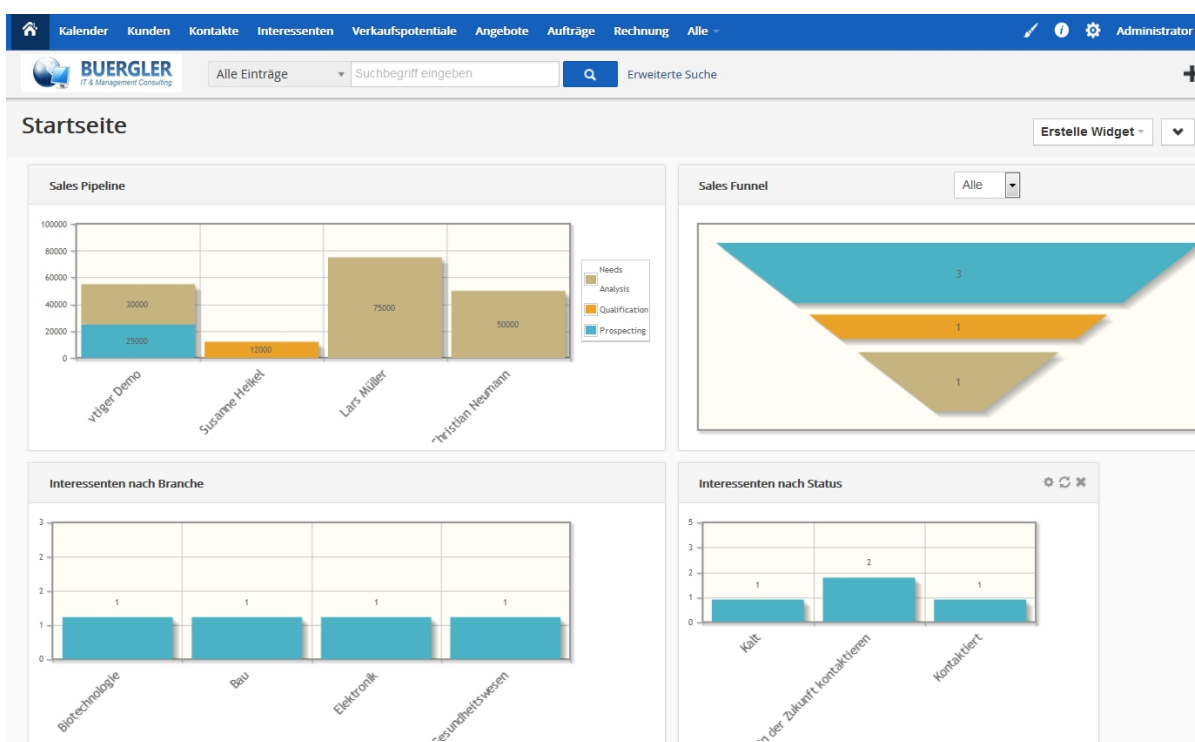 Kalender Kunden Kontakte Interessenten Verkaufspotentiale Angebote Aufträge Rechnung Alle Administrator
BUERGLER
IT & Management Consulting
Alle Einträge Suchbegriff eingeben Erweiterte Suche
Startseite
Erstelle Widget
Sales Pipeline
100000
80000
60000
40000
20000
0
30000
25000
12000
75000
50000
vtiger Demo
Susanne Heikel
Lars Müller
Christian Neumann
Needs
Analysis
Qualification
Prospecting
Sales Funnel
Alle
3
1
1
Interessenten nach Branche
3
2
2
1
0
1 1 1 1
Biotechnologie
Bau
Elektronik
Gesundheitswesen
Interessenten nach Status
5
3
2
1
0
1 2 1
Kalt
in der Zukunft kontaktieren
Kontaktiert